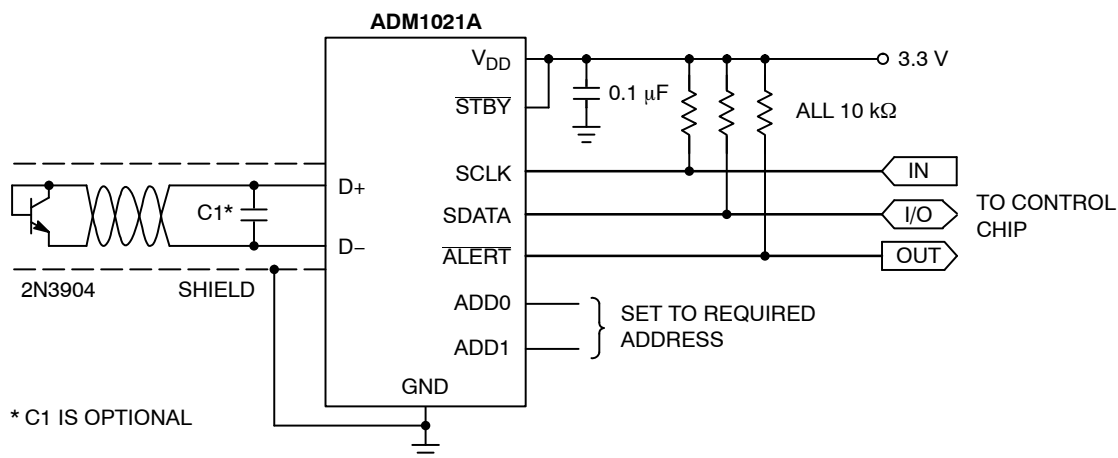 ADM1021A
VDD
3.3 V
0.1 μF
STBY
ALL 10 kΩ
SCLK
IN
D+
C1*
SDATA
I/O
TO CONTROL
CHIP
D−
ALERT
OUT
2N3904
SHIELD
ADD0
SET TO REQUIRED
ADDRESS
ADD1
GND
* C1 IS OPTIONAL